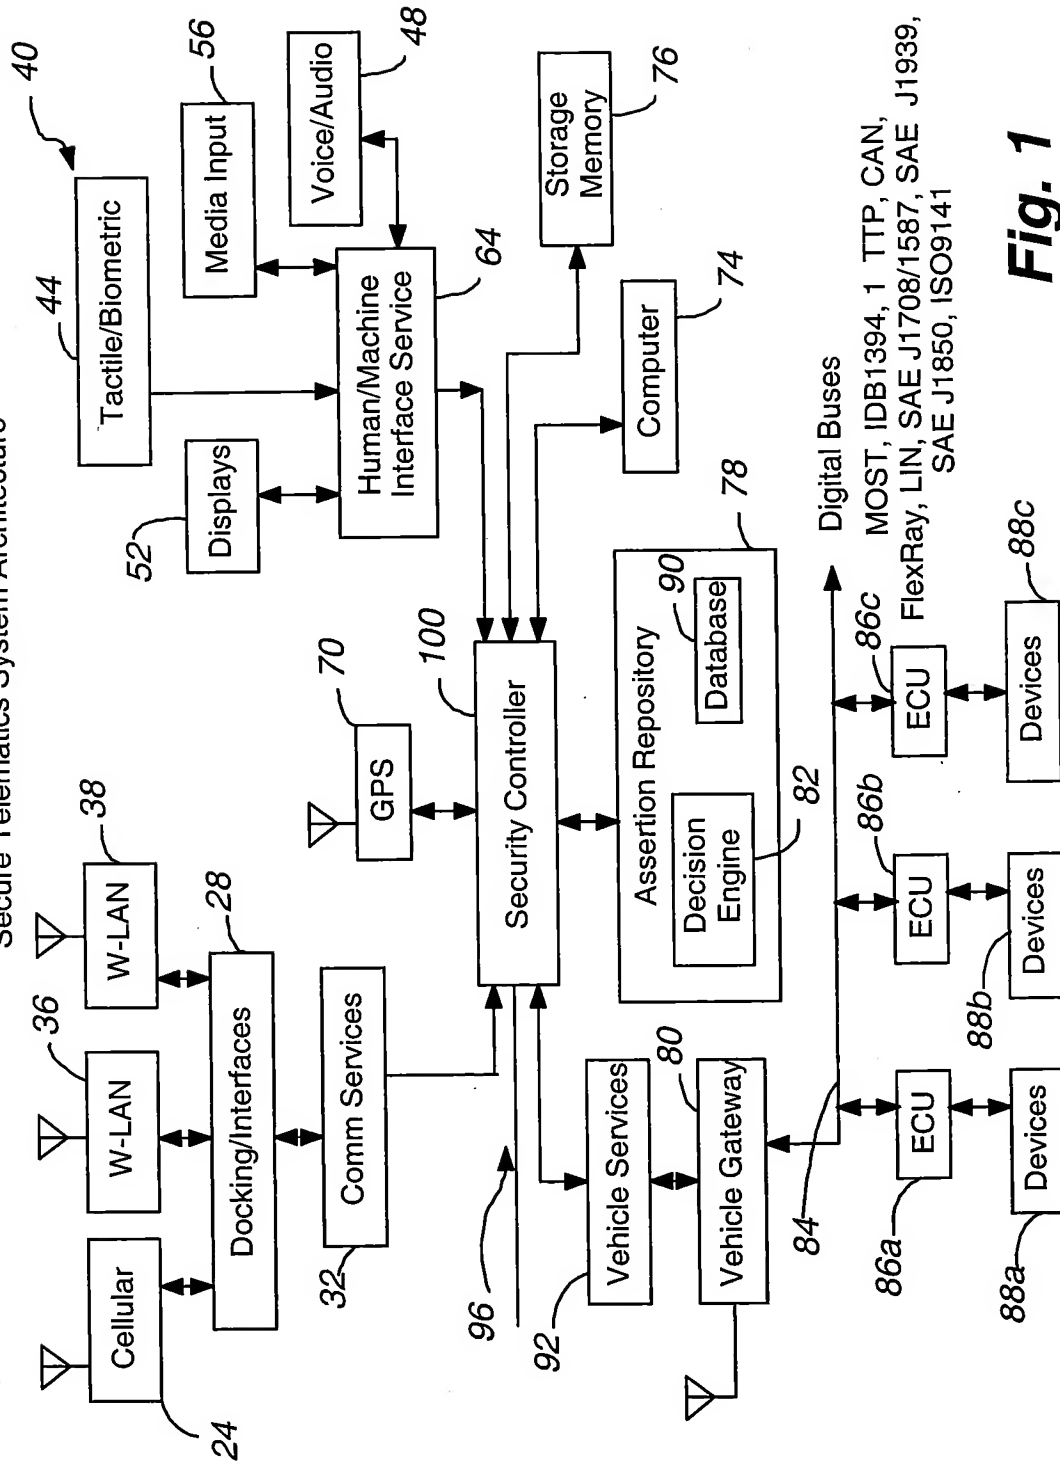 Secure Telematics System Architecture
40
44
Tactile/Biometric
56
Media Input
48
Voice/Audio
52
Displays
Human/Machine
Interface Service
64
38
W-LAN
36
W-LAN
Cellular
24
28
Docking/Interfaces
Comm Services
32
70
GPS
100
Security Controller
96
Storage
Memory
76
Computer
74
78
Assertion Repository
Decision
Engine
82
90
Database
92
Vehicle Services
80
Vehicle Gateway
84
Digital Buses
MOST, IDB1394, 1 TTP, CAN,
FlexRay, LIN, SAE J1708/1587, SAE J1939,
SAE J1850, ISO9141
86a
ECU
86b
ECU
86c
ECU
88a
Devices
88b
Devices
88c
Devices
Fig. 1